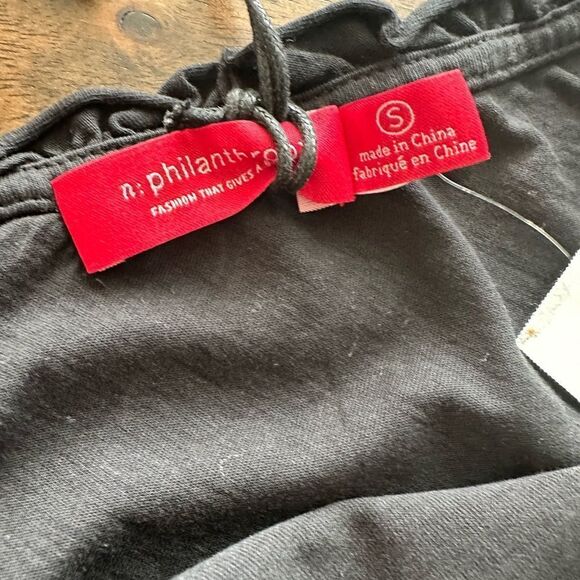 n: philanthro
FASHION THAT GIVES A
S
made in China
fabriqué en Chine